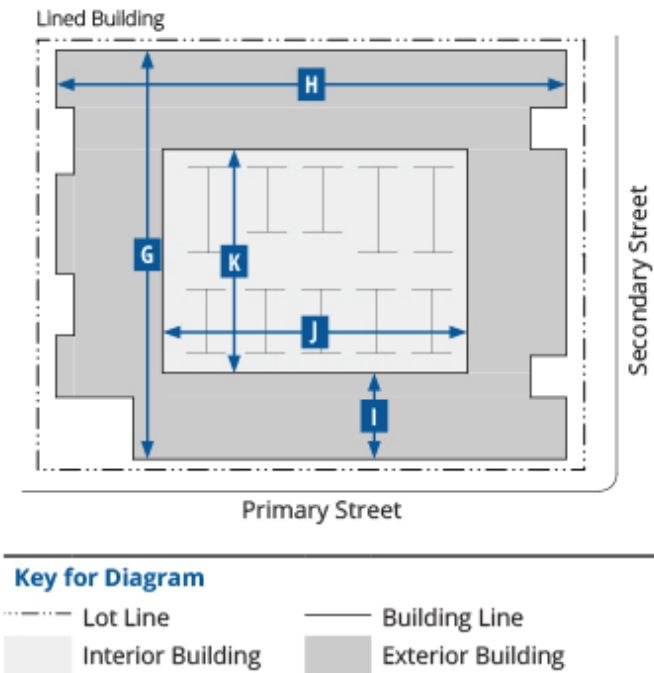 Lined Building
H
G
K
J
I
Secondary Street
Primary Street
Key for Diagram
Lot Line
Building Line
Interior Building
Exterior Building